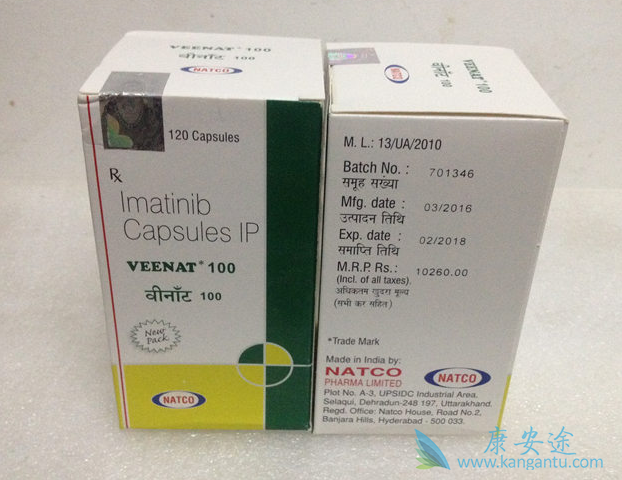 VEENAT® 100
वीनाँट 100
NATCO
120 Capsules
Rx
Imatinib
Capsules IP
VEENAT® 100
वीनाँट 100
New
Pack
NATCO
VEENAT® 100
वीनाँट 100
NATCO
M. L.: 13/UA/2010
Batch No. : 701346
समूह संख्या
Mfg. date : 03/2016
उत्पादन तिथि
Exp. date : 02/2018
समाप्ति तिथि
M.R.P. Rs.: 10260.00
(Incl. of all taxes).
अधिकतम खुदरा मूल्य
(सभी कर सहित)
*Trade Mark
Made in India by:
NATCO
PHARMA LIMITED
NATCO
Plot No. A-3, UPSIDC Industrial Area,
Selaqui, Dehradun-248 197, Uttarakhand.
Regd. Office: Natco House, Road No.2,
Banjara Hills, Hyderabad - 500 033.
康安途
www.kangantu.com